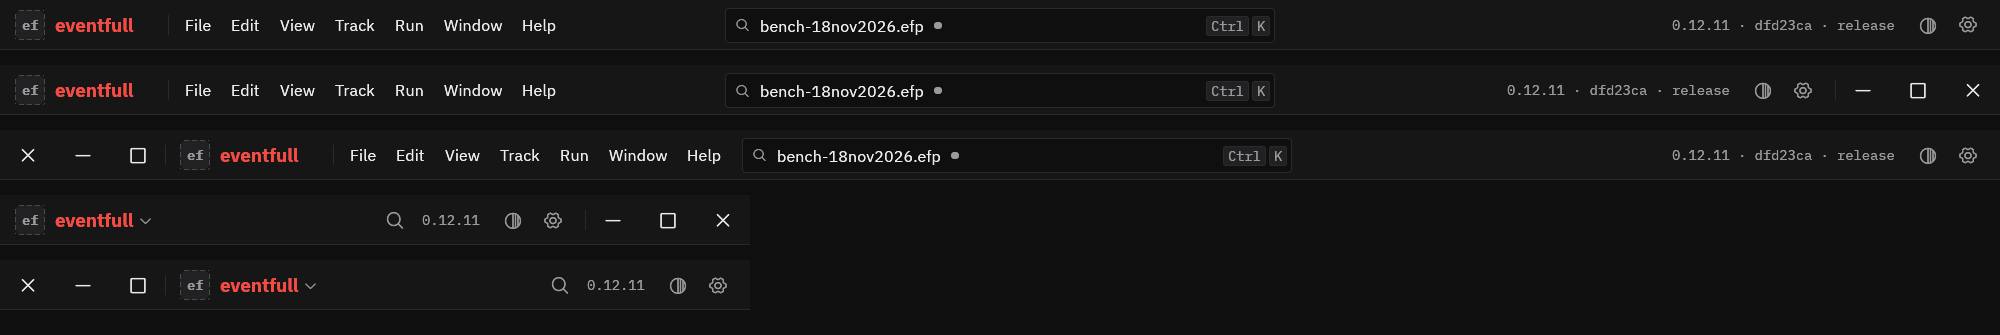 ef eventfull File Edit View Track Run Window Help bench-18nov2026.efp Ctrl K 0.12.11 · dfd23ca · release
ef eventfull File Edit View Track Run Window Help bench-18nov2026.efp Ctrl K 0.12.11 · dfd23ca · release
ef eventfull File Edit View Track Run Window Help bench-18nov2026.efp Ctrl K 0.12.11 · dfd23ca · release
ef eventfull 0.12.11
ef eventfull 0.12.11